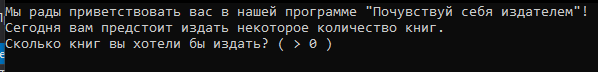 Мы рады приветствовать вас в нашей программе "Почувствуй себя издателем"!
Сегодня вам предстоит издать некоторое количество книг.
Сколько книг вы хотели бы издать? ( > 0 )